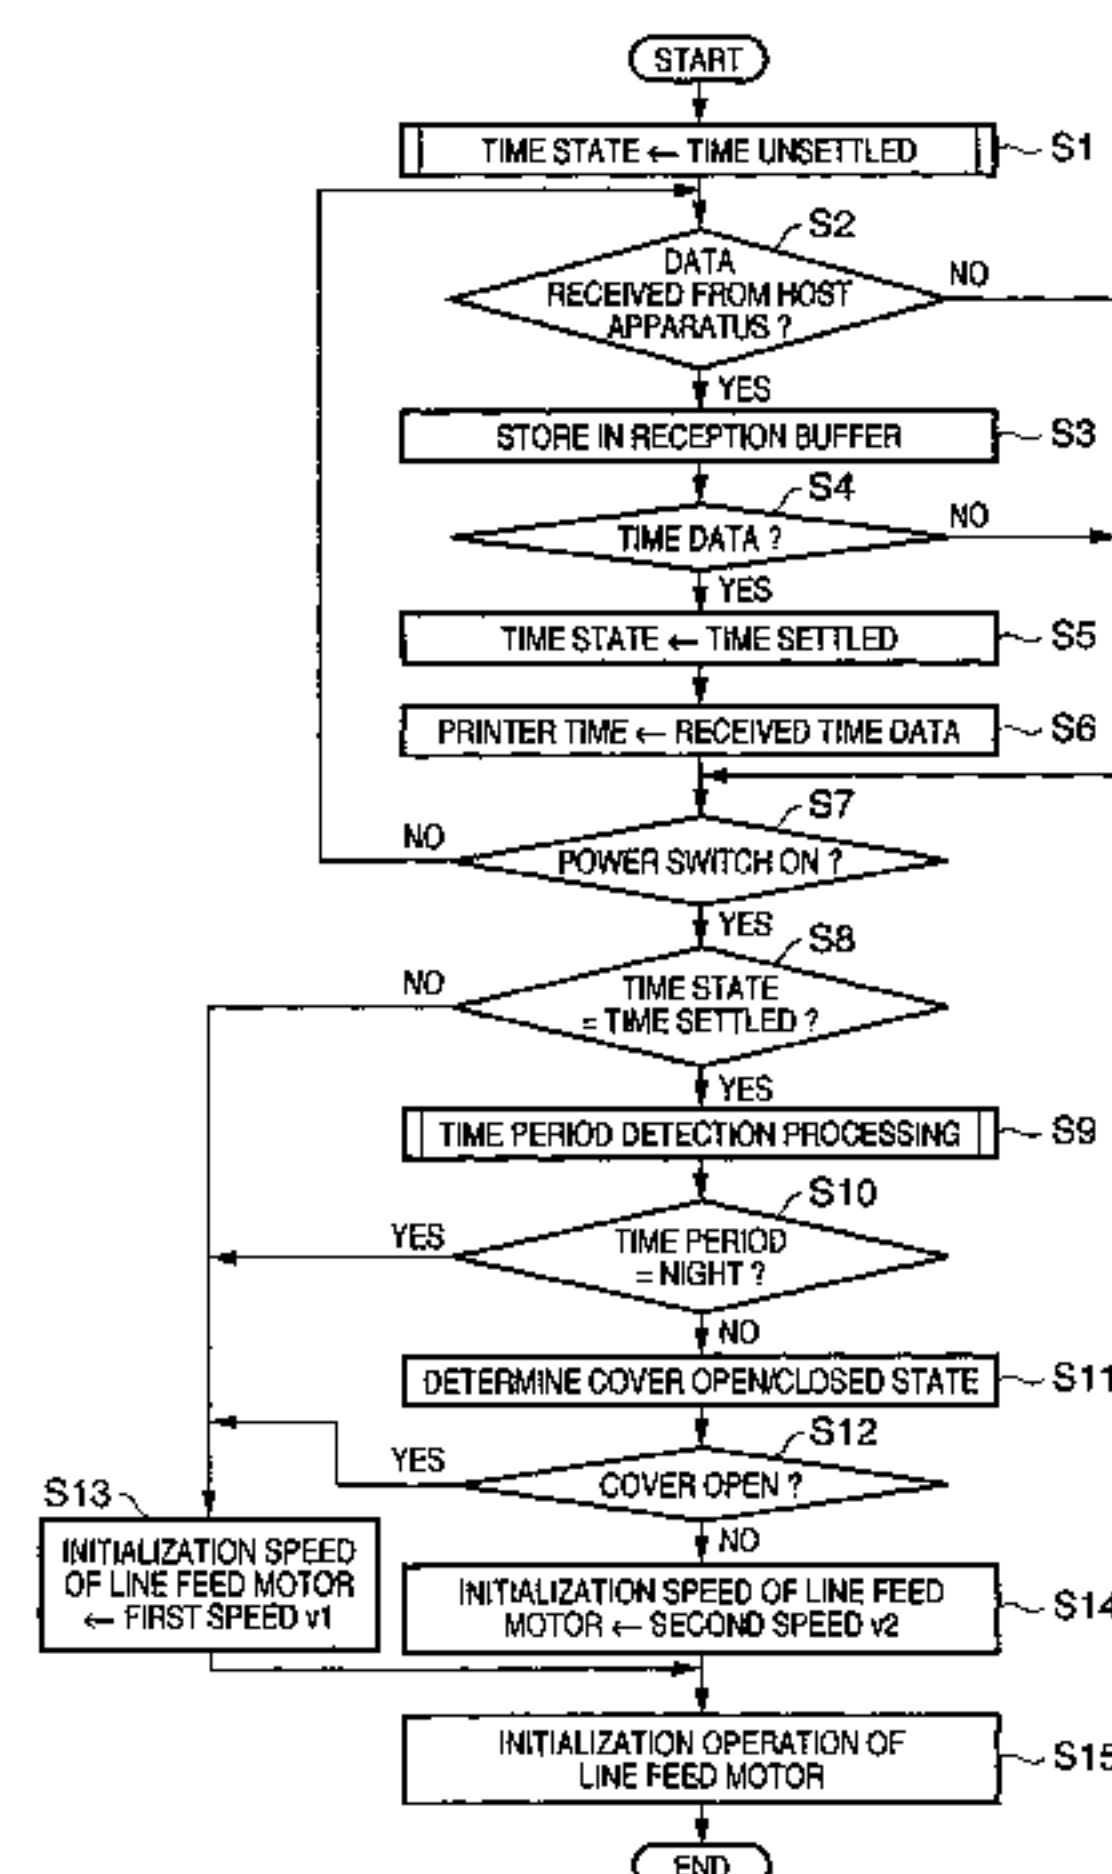 START
TIME STATE ← TIME UNSETTLED
S1
S2
DATA
RECEIVED FROM HOST
APPARATUS ?
NO
YES
STORE IN RECEPTION BUFFER
S3
S4
TIME DATA ?
NO
YES
TIME STATE ← TIME SETTLED
S5
PRINTER TIME ← RECEIVED TIME DATA
S6
S7
NO
POWER SWITCH ON ?
YES
S8
NO
TIME STATE
= TIME SETTLED ?
YES
TIME PERIOD DETECTION PROCESSING
S9
S10
YES
TIME PERIOD
= NIGHT ?
NO
DETERMINE COVER OPEN/CLOSED STATE
S11
S12
YES
COVER OPEN ?
NO
S13
INITIALIZATION SPEED
OF LINE FEED MOTOR
← FIRST SPEED v1
INITIALIZATION SPEED OF LINE FEED
MOTOR ← SECOND SPEED v2
S14
INITIALIZATION OPERATION OF
LINE FEED MOTOR
S15
END